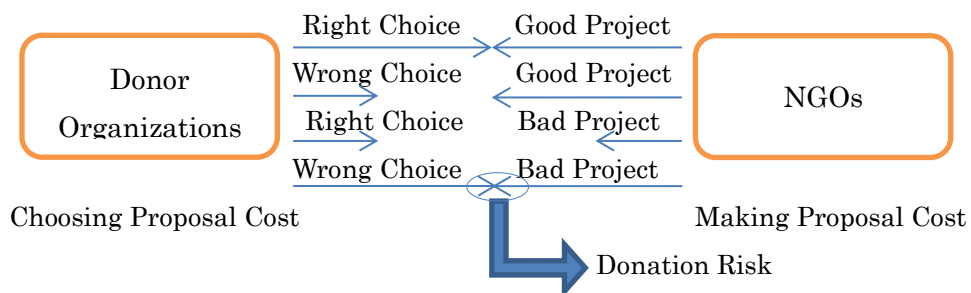 Right Choice Good Project
Donor
Organizations
Wrong Choice Good Project
NGOs
Right Choice Bad Project
Wrong Choice Bad Project
Choosing Proposal Cost
Making Proposal Cost
Donation Risk